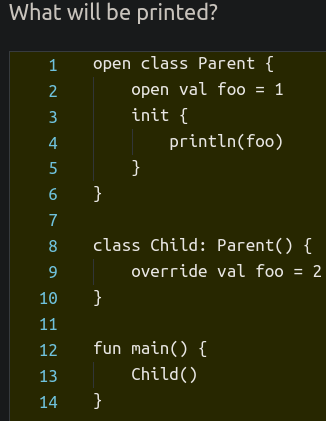 What will be printed?
1 open class Parent {
2     open val foo = 1
3     init {
4         println(foo)
5     }
6 }
7
8 class Child: Parent() {
9     override val foo = 2
10 }
11
12 fun main() {
13     Child()
14 }